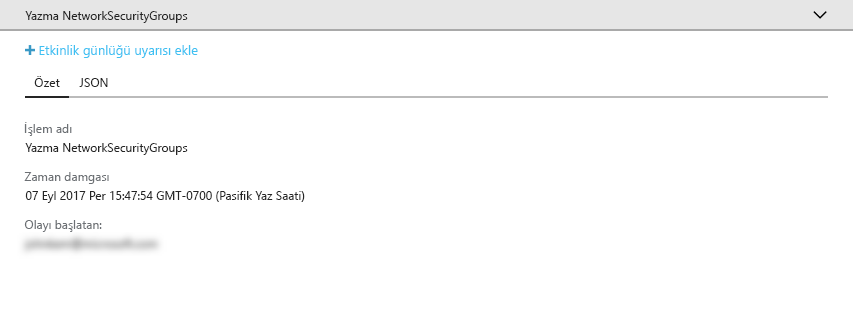 Yazma NetworkSecurityGroups
Etkinlik günlüğü uyarısı ekle
Özet JSON
İşlem adı
Yazma NetworkSecurityGroups
Zaman damgası
07 Eyl 2017 Per 15:47:54 GMT-0700 (Pasifik Yaz Saati)
Olayı başlatan: